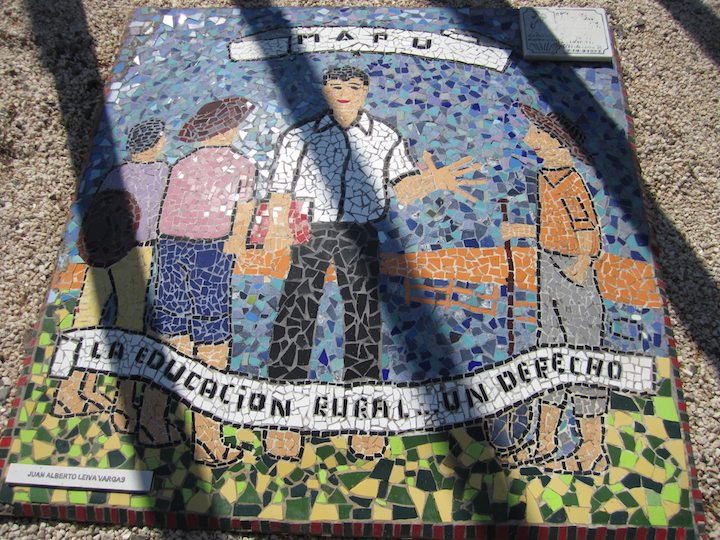 MAPU
LA EDUCACION RURAL... UN DERECHO
JUAN ALBERTO LEIVA VARGAS